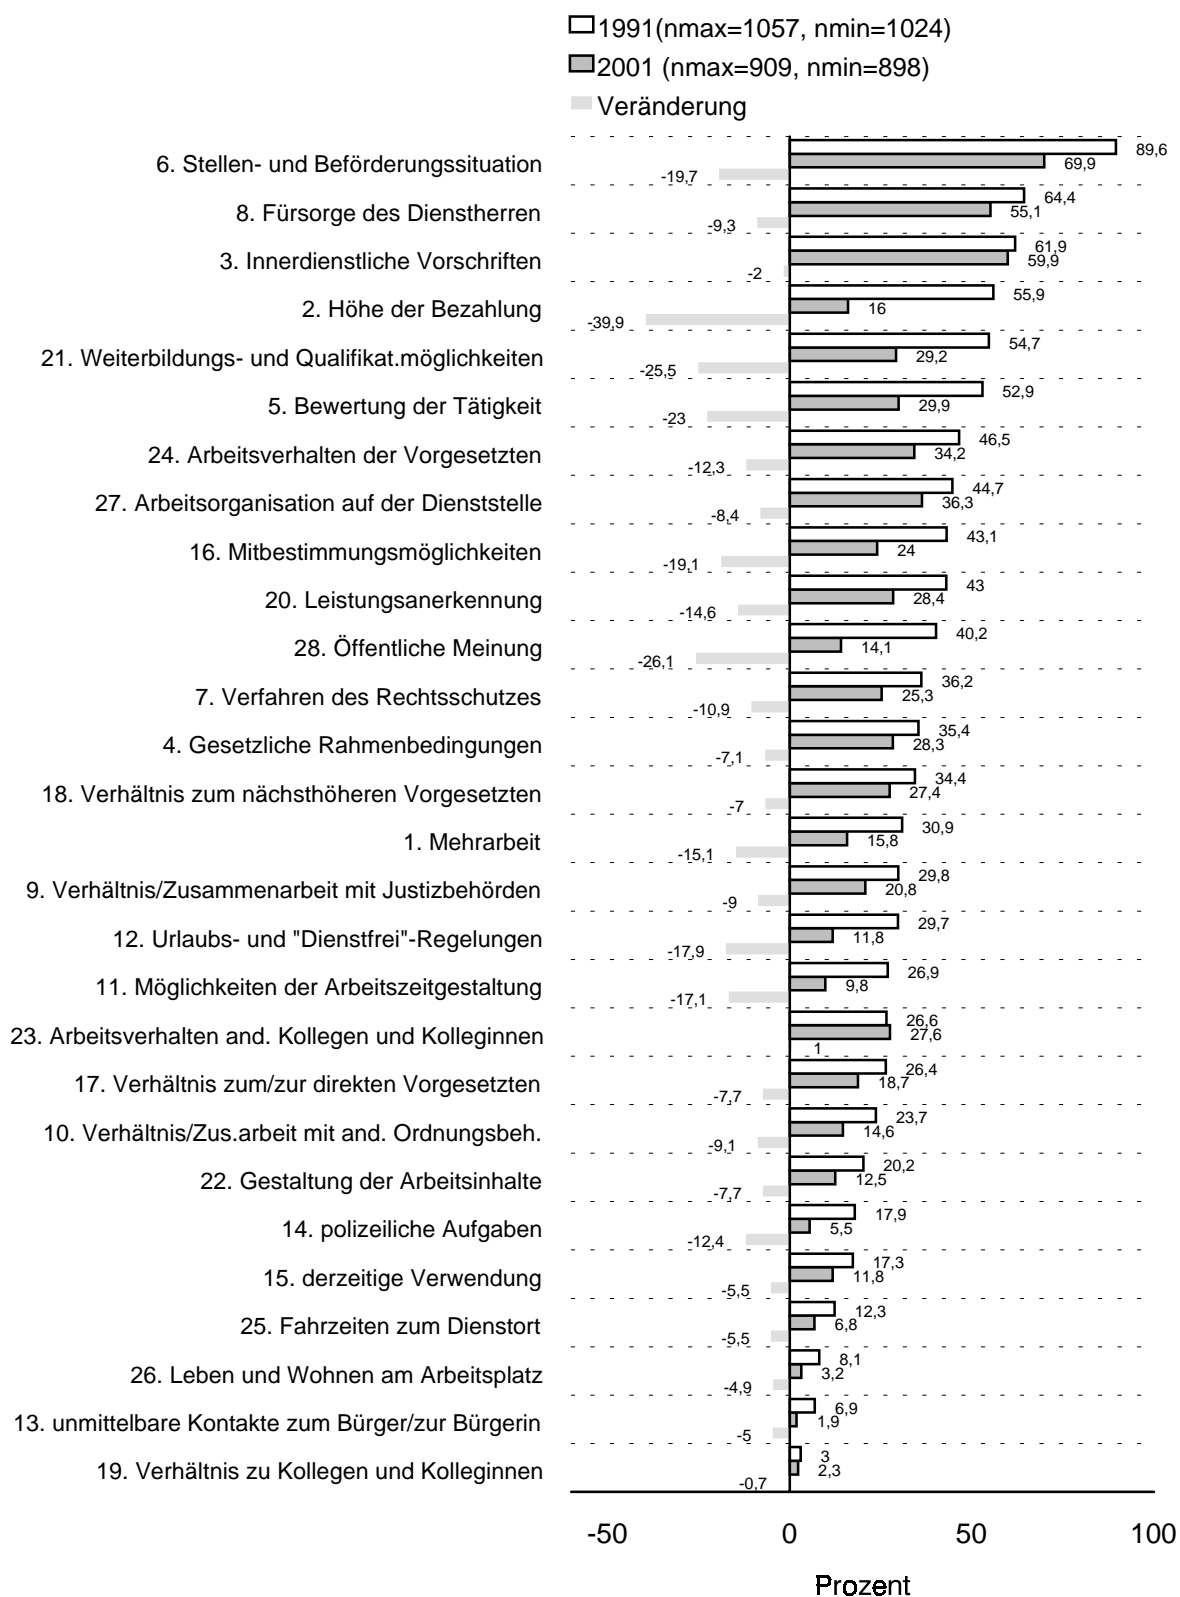 1991(nmax=1057, nmin=1024)
2001 (nmax=909, nmin=898)
Veränderung
6. Stellen- und Beförderungssituation
89,6
69,9
-19,7
8. Fürsorge des Dienstherren
64,4
55,1
-9,3
3. Innerdienstliche Vorschriften
61,9
59,9
-2
2. Höhe der Bezahlung
55,9
16
-39,9
21. Weiterbildungs- und Qualifikat.möglichkeiten
54,7
29,2
-25,5
5. Bewertung der Tätigkeit
52,9
29,9
-23
24. Arbeitsverhalten der Vorgesetzten
46,5
34,2
-12,3
27. Arbeitsorganisation auf der Dienststelle
44,7
36,3
-8,4
16. Mitbestimmungsmöglichkeiten
43,1
24
-19,1
20. Leistungsanerkennung
43
28,4
-14,6
28. Öffentliche Meinung
40,2
14,1
-26,1
7. Verfahren des Rechtsschutzes
36,2
25,3
-10,9
4. Gesetzliche Rahmenbedingungen
35,4
28,3
-7,1
18. Verhältnis zum nächsthöheren Vorgesetzten
34,4
27,4
-7
1. Mehrarbeit
30,9
15,8
-15,1
9. Verhältnis/Zusammenarbeit mit Justizbehörden
29,8
20,8
-9
12. Urlaubs- und "Dienstfrei"-Regelungen
29,7
11,8
-17,9
11. Möglichkeiten der Arbeitszeitgestaltung
26,9
9,8
-17,1
23. Arbeitsverhalten and. Kollegen und Kolleginnen
26,6
27,6
1
17. Verhältnis zum/zur direkten Vorgesetzten
26,4
18,7
-7,7
10. Verhältnis/Zus.arbeit mit and. Ordnungsbeh.
23,7
14,6
-9,1
22. Gestaltung der Arbeitsinhalte
20,2
12,5
-7,7
14. polizeiliche Aufgaben
17,9
5,5
-12,4
15. derzeitige Verwendung
17,3
11,8
-5,5
25. Fahrzeiten zum Dienstort
12,3
6,8
-5,5
26. Leben und Wohnen am Arbeitsplatz
8,1
3,2
-4,9
13. unmittelbare Kontakte zum Bürger/zur Bürgerin
6,9
1,9
-5
19. Verhältnis zu Kollegen und Kolleginnen
3
2,3
-0,7
-50 0 50 100
Prozent